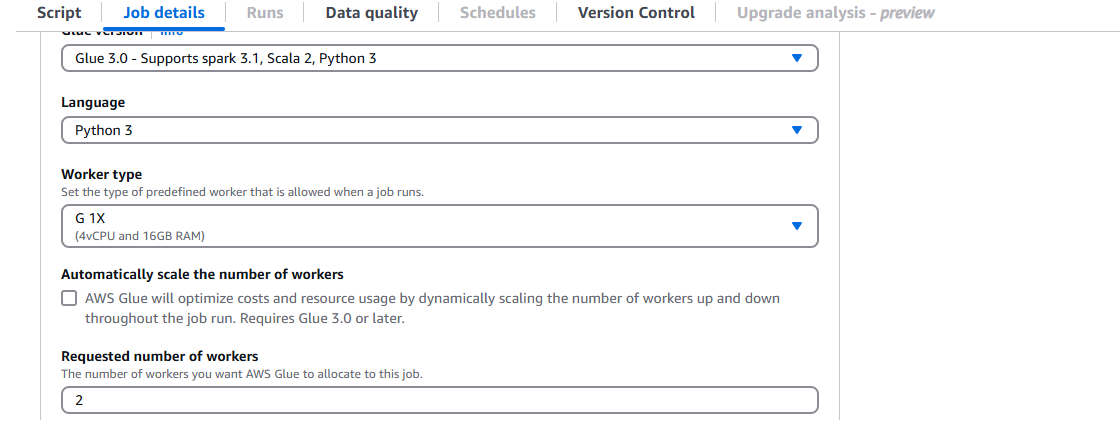 Script Job details Runs Data quality Schedules Version Control Upgrade analysis - preview
Glue version Info
Glue 3.0 - Supports spark 3.1, Scala 2, Python 3
Language
Python 3
Worker type
Set the type of predefined worker that is allowed when a job runs.
G 1X
(4vCPU and 16GB RAM)
Automatically scale the number of workers
AWS Glue will optimize costs and resource usage by dynamically scaling the number of workers up and down
throughout the job run. Requires Glue 3.0 or later.
Requested number of workers
The number of workers you want AWS Glue to allocate to this job.
2